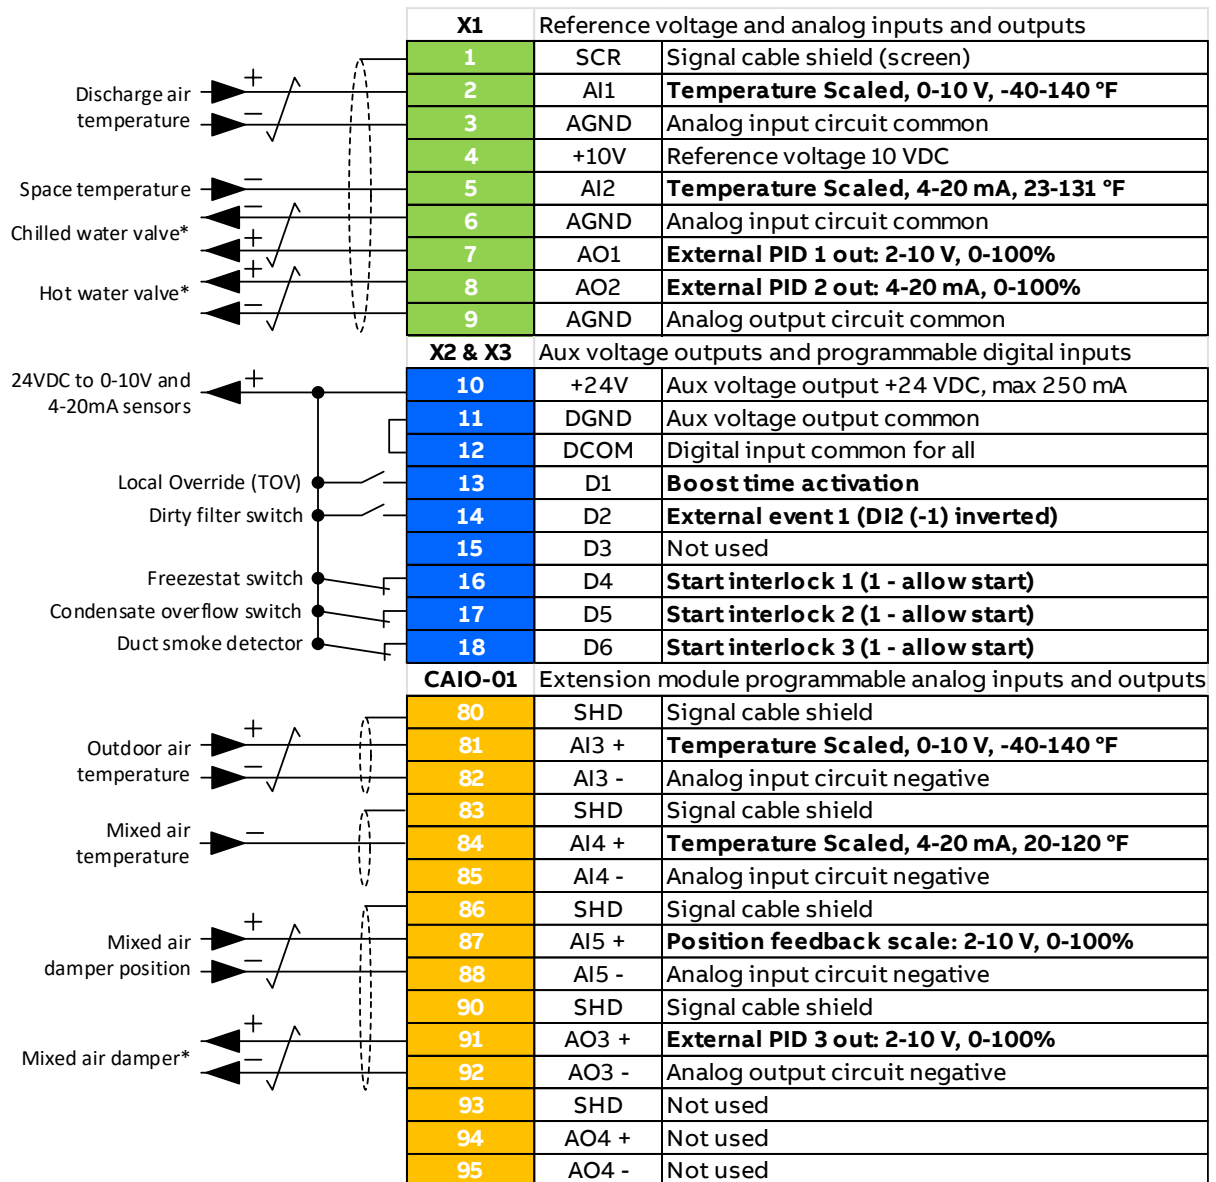 X1 Reference voltage and analog inputs and outputs
1 SCR Signal cable shield (screen)
Discharge air temperature
+
2 AI1 Temperature Scaled, 0-10 V, -40-140 ºF
−
3 AGND Analog input circuit common
4 +10V Reference voltage 10 VDC
Space temperature
−
5 AI2 Temperature Scaled, 4-20 mA, 23-131 ºF
Chilled water valve*
−
6 AGND Analog input circuit common
+
7 AO1 External PID 1 out: 2-10 V, 0-100%
Hot water valve*
+
8 AO2 External PID 2 out: 4-20 mA, 0-100%
−
9 AGND Analog output circuit common
X2 & X3 Aux voltage outputs and programmable digital inputs
24VDC to 0-10V and
4-20mA sensors
+
10 +24V Aux voltage output +24 VDC, max 250 mA
11 DGND Aux voltage output common
12 DCOM Digital input common for all
Local Override (TOV) 13 D1 Boost time activation
Dirty filter switch 14 D2 External event 1 (DI2 (-1) inverted)
15 D3 Not used
Freezestat switch 16 D4 Start interlock 1 (1 - allow start)
Condensate overflow switch 17 D5 Start interlock 2 (1 - allow start)
Duct smoke detector 18 D6 Start interlock 3 (1 - allow start)
CAIO-01 Extension module programmable analog inputs and outputs
80 SHD Signal cable shield
Outdoor air
temperature
+
81 AI3 + Temperature Scaled, 0-10 V, -40-140 ºF
−
82 AI3 - Analog input circuit negative
83 SHD Signal cable shield
Mixed air
temperature
−
84 AI4 + Temperature Scaled, 4-20 mA, 20-120 ºF
85 AI4 - Analog input circuit negative
86 SHD Signal cable shield
Mixed air
damper position
+
87 AI5 + Position feedback scale: 2-10 V, 0-100%
−
88 AI5 - Analog input circuit negative
90 SHD Signal cable shield
Mixed air damper*
+
91 AO3 + External PID 3 out: 2-10 V, 0-100%
−
92 AO3 - Analog output circuit negative
93 SHD Not used
94 AO4 + Not used
95 AO4 - Not used